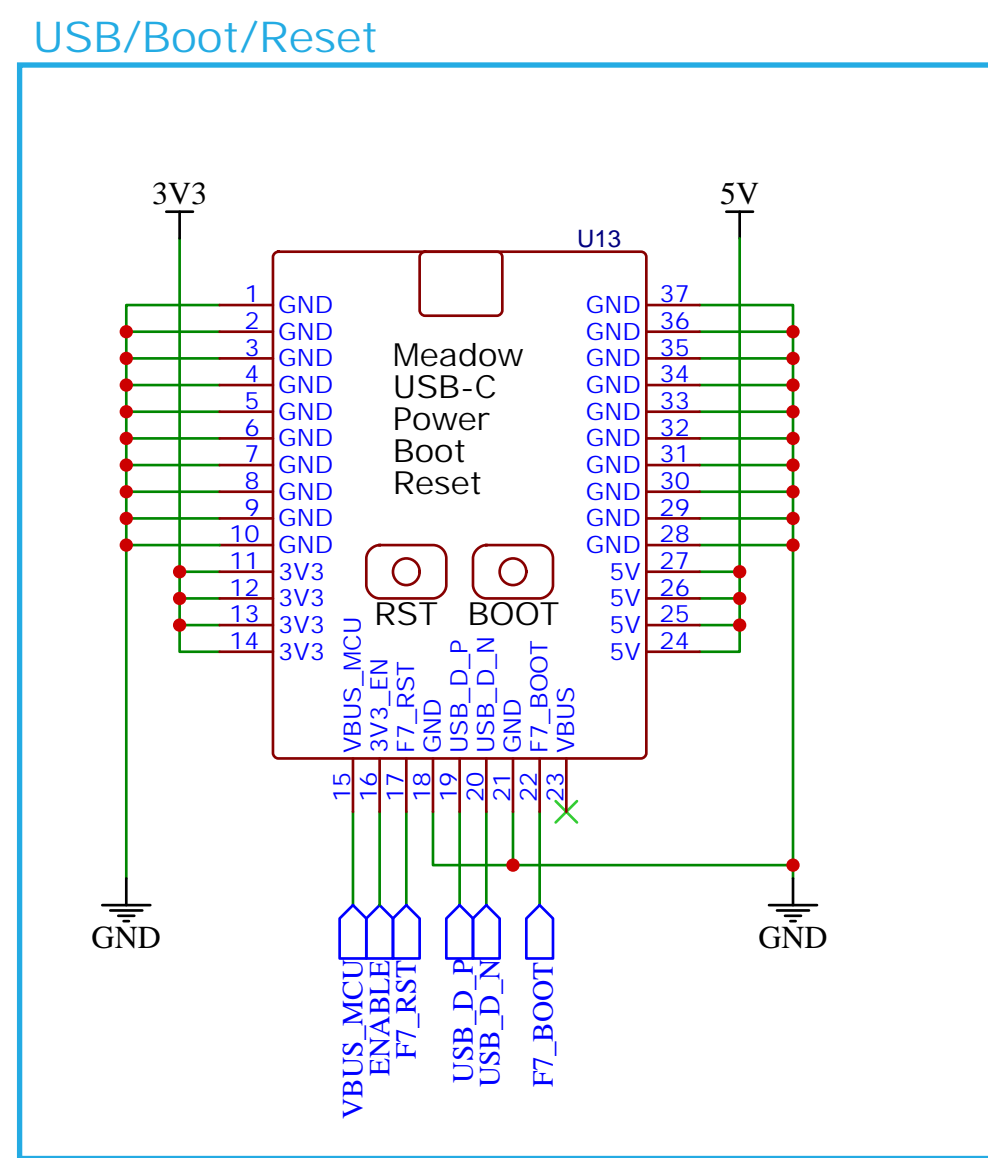 USB/Boot/Reset
3V3
5V
U13
1 GND
2 GND
3 GND
4 GND
5 GND
6 GND
7 GND
8 GND
9 GND
10 GND
11 3V3
12 3V3
13 3V3
14 3V3
GND 37
GND 36
GND 35
GND 34
GND 33
GND 32
GND 31
GND 30
GND 29
GND 28
5V 27
5V 26
5V 25
5V 24
Meadow
USB-C
Power
Boot
Reset
RST
BOOT
VBUS_MCU
3V3_EN
F7_RST
GND
USB_D_P
USB_D_N
GND
F7_BOOT
VBUS
15
16
17
18
19
20
21
22
23
GND
GND
VBUS_MCU
ENABLE
F7_RST
USB_D_P
USB_D_N
F7_BOOT